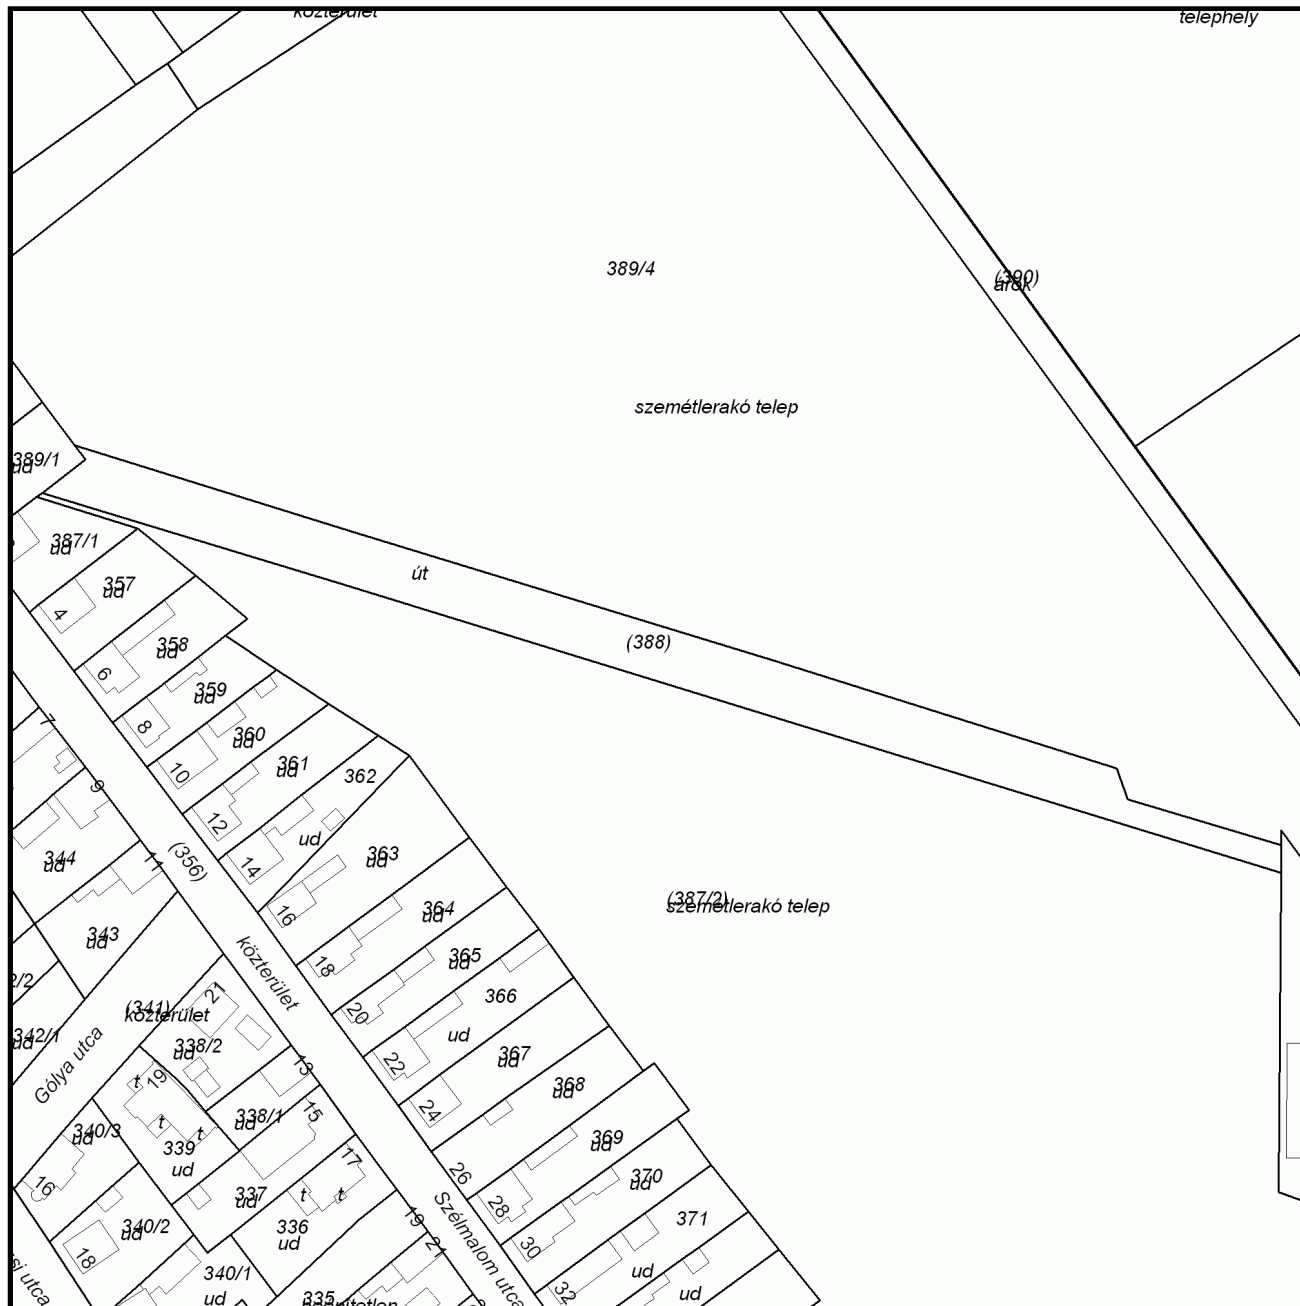 közterület
telephely
389/4
(390)
árok
szemétlerakó telep
389/1
ud
387/1
ud
út
357
ud
4
(388)
358
ud
6
359
ud
8
7
360
ud
10
361
ud
12
362
ud
14
9
(356)
11
344
ud
363
ud
16
(387/2)
szemétlerakó telep
364
ud
18
343
ud
közterület
365
ud
20
366
ud
22
21
(341)
közterület
342/1
ud
Gólya utca
338/2
ud
367
ud
24
13
19
t
368
ud
26
338/1
ud
15
t
t
340/3
ud
339
ud
369
ud
28
17
16
337
ud
t
t
370
ud
30
340/2
ud
18
336
ud
19
21
Szélmalom utca
371
ud
32
340/1
ud
335
ud